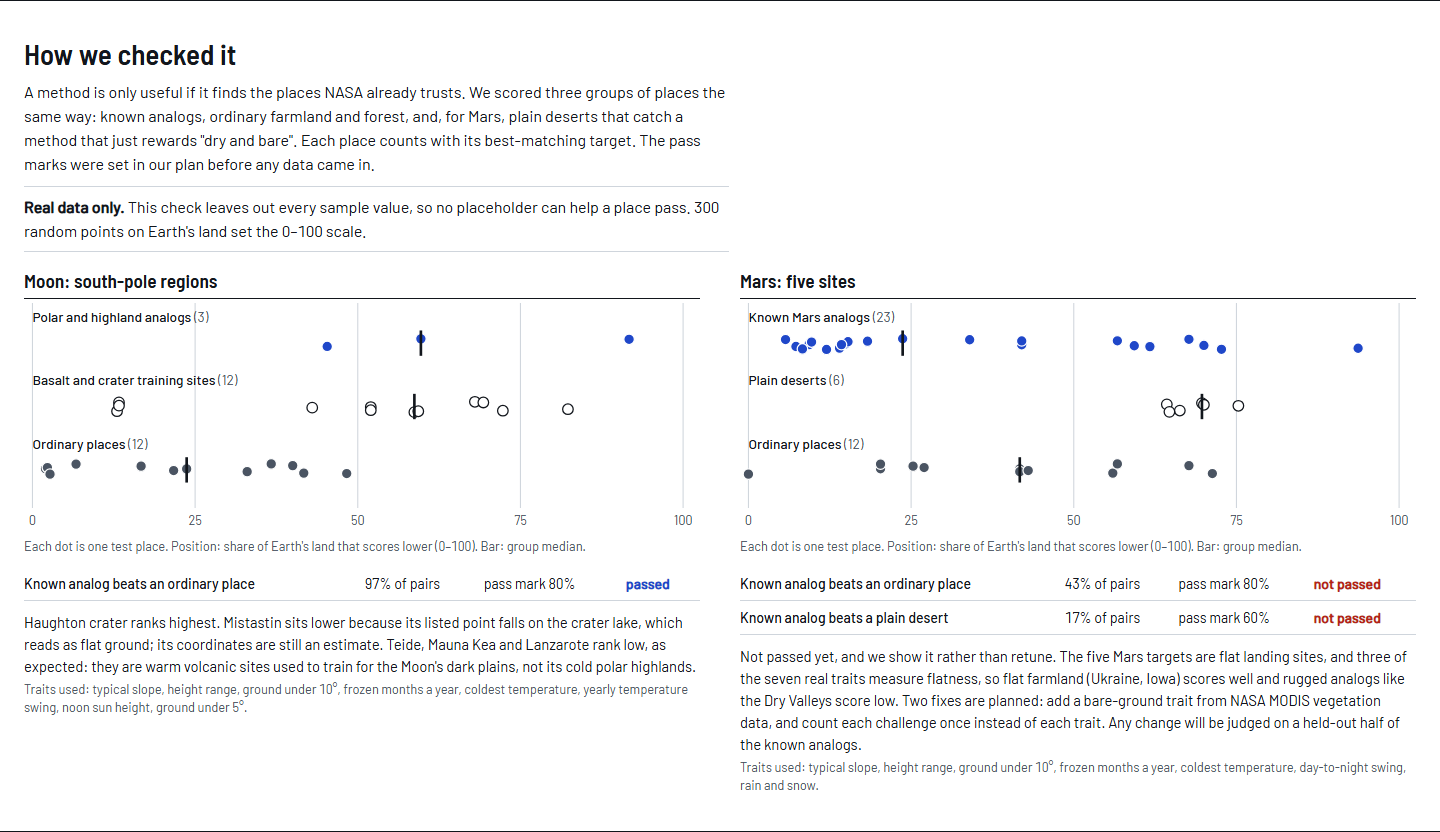 How we checked it
A method is only useful if it finds the places NASA already trusts. We scored three groups of places the
same way: known analogs, ordinary farmland and forest, and, for Mars, plain deserts that catch a
method that just rewards "dry and bare". Each place counts with its best-matching target. The pass
marks were set in our plan before any data came in.
Real data only. This check leaves out every sample value, so no placeholder can help a place pass. 300
random points on Earth's land set the 0–100 scale.
Moon: south-pole regions
Polar and highland analogs (3)
Basalt and crater training sites (12)
Ordinary places (12)
0 25 50 75 100
Each dot is one test place. Position: share of Earth's land that scores lower (0–100). Bar: group median.
Known analog beats an ordinary place 97% of pairs pass mark 80% passed
Haughton crater ranks highest. Mistastin sits lower because its listed point falls on the crater lake, which
reads as flat ground; its coordinates are still an estimate. Teide, Mauna Kea and Lanzarote rank low, as
expected: they are warm volcanic sites used to train for the Moon's dark plains, not its cold polar highlands.
Traits used: typical slope, height range, ground under 10°, frozen months a year, coldest temperature, yearly temperature
swing, noon sun height, ground under 5°.
Mars: five sites
Known Mars analogs (23)
Plain deserts (6)
Ordinary places (12)
0 25 50 75 100
Each dot is one test place. Position: share of Earth's land that scores lower (0–100). Bar: group median.
Known analog beats an ordinary place 43% of pairs pass mark 80% not passed
Known analog beats a plain desert 17% of pairs pass mark 60% not passed
Not passed yet, and we show it rather than retune. The five Mars targets are flat landing sites, and three of
the seven real traits measure flatness, so flat farmland (Ukraine, Iowa) scores well and rugged analogs like
the Dry Valleys score low. Two fixes are planned: add a bare-ground trait from NASA MODIS vegetation
data, and count each challenge once instead of each trait. Any change will be judged on a held-out half of
the known analogs.
Traits used: typical slope, height range, ground under 10°, frozen months a year, coldest temperature, day-to-night swing,
rain and snow.